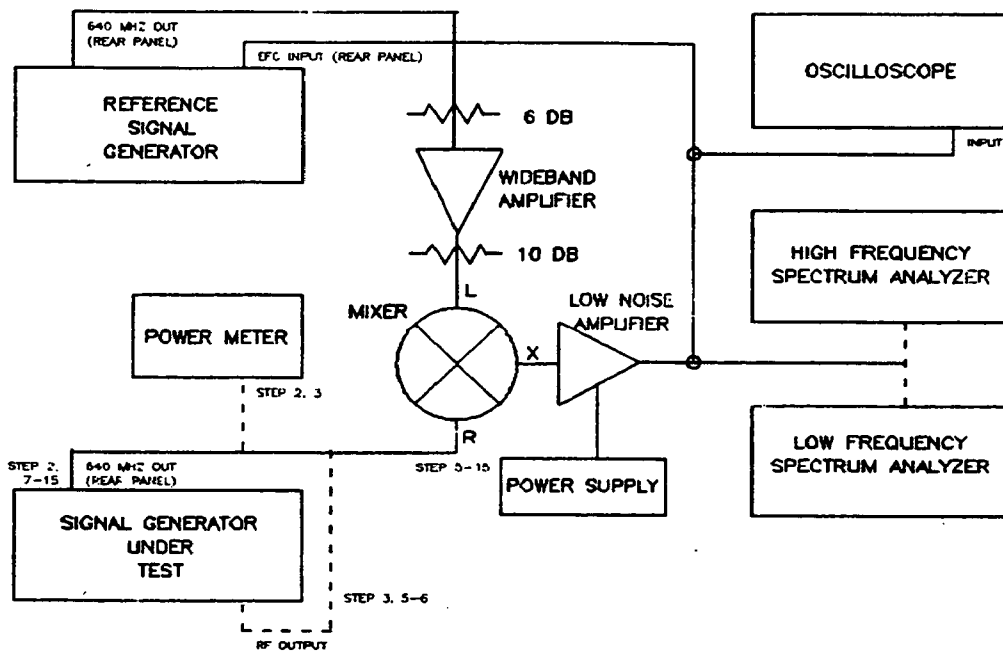 640 MHZ OUT
(REAR PANEL)
EFC INPUT (REAR PANEL)
REFERENCE
SIGNAL
GENERATOR
6 DB
WIDEBAND
AMPLIFIER
10 DB
OSCILLOSCOPE
INPUT
HIGH FREQUENCY
SPECTRUM ANALYZER
LOW NOISE
AMPLIFIER
L
MIXER
X
R
POWER METER
STEP 2, 3
STEP 5-15
STEP 2,
7-15
640 MHZ OUT
(REAR PANEL)
SIGNAL GENERATOR
UNDER
TEST
STEP 3, 5-6
RF OUTPUT
POWER SUPPLY
LOW FREQUENCY
SPECTRUM ANALYZER